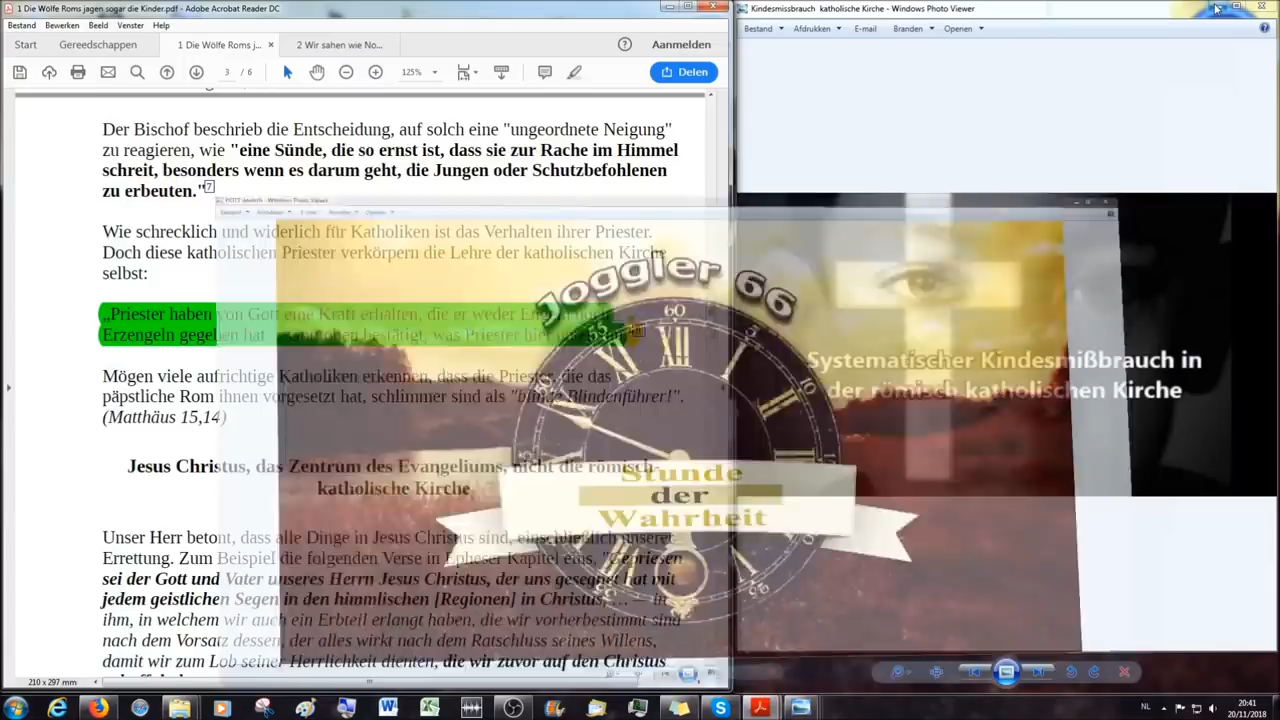 1 Die Wölfe Roms jagen sogar die Kinder.pdf - Adobe Acrobat Reader DC
Bestand Bewerken Beeld Venster Help
Start Gereedschappen 1 Die Wölfe Roms j... × 2 Wir sahen wie No... Aanmelden
3 / 6 125% Delen
Der Bischof beschrieb die Entscheidung, auf solch eine "ungeordnete Neigung"
zu reagieren, wie "eine Sünde, die so ernst ist, dass sie zur Rache im Himmel
schreit, besonders wenn es darum geht, die Jungen oder Schutzbefohlenen
zu erbeuten."7
Wie schrecklich und widerlich für Katholiken ist das Verhalten ihrer Priester.
Doch diese katholischen Priester verkörpern die Lehre der katholischen Kirche
selbst:
„Priester haben von Gott eine Kraft erhalten, die er weder Engeln noch
Erzengeln gegeben hat ... bestätigt, was Priester hier
Mögen viele aufrichtige Katholiken erkennen, dass die Priester, die das
päpstliche Rom ihnen vorgesetzt hat, schlimmer sind als "blinde Blindenführer!".
(Matthäus 15,14)
Jesus Christus, das Zentrum des Evangeliums, nicht die römisch-
katholische Kirche
Unser Herr betont, dass alle Dinge in Jesus Christus sind, einschließlich unserer
Errettung. Zum Beispiel die folgenden Verse in Epheser Kapitel eins, "Gepriesen
sei der Gott und Vater unseres Herrn Jesus Christus, der uns gesegnet hat mit
jedem geistlichen Segen in den himmlischen [Regionen] in Christus, … — in
ihm, in welchem wir auch ein Erbteil erlangt haben, die wir vorherbestimmt sind
nach dem Vorsatz dessen, der alles wirkt nach dem Ratschluss seines Willens,
damit wir zum Lob seiner Herrlichkeit dienten, die wir zuvor auf den Christus
210 x 297 mm
Joggler 66
60
5
55
XII
XI
Stunde
der
Wahrheit
Kindesmissbrauch katholische Kirche - Windows Photo Viewer
Bestand Afdrukken E-mail Branden Openen
Systematischer Kindesmißbrauch in
der römisch katholischen Kirche
NL
20:41
20/11/2018